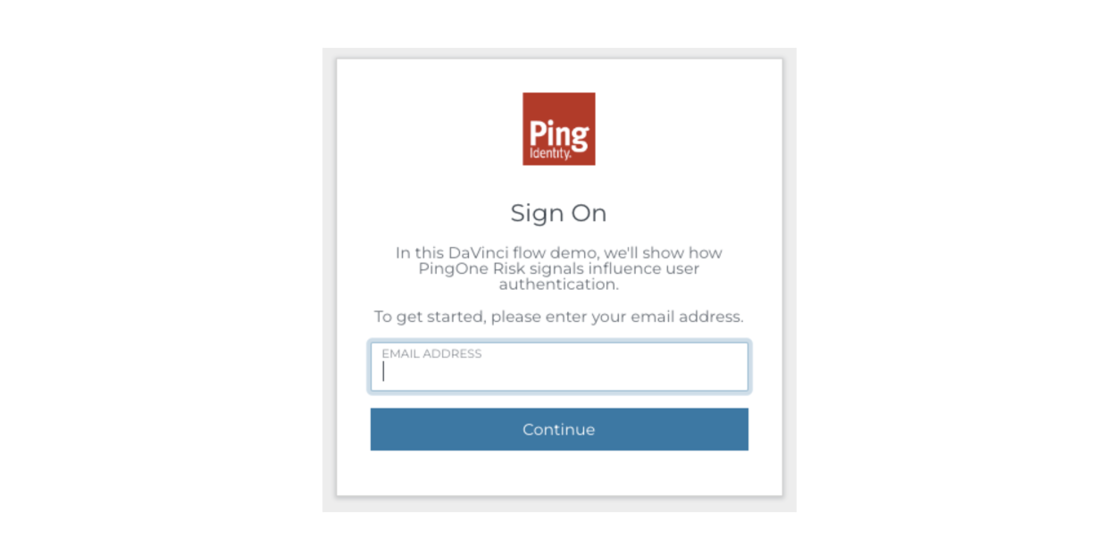 Ping
Identity.
Sign On
In this DaVinci flow demo, we'll show how
PingOne Risk signals influence user
authentication.
To get started, please enter your email address.
EMAIL ADDRESS
Continue